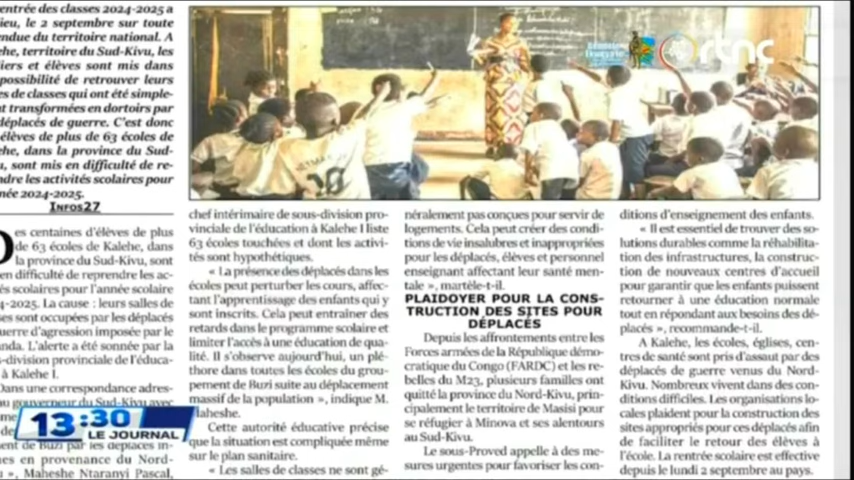 entrée des classes 2024-2025 a
ieu, le 2 septembre sur toute
endue du territoire national. A
ehe, territoire du Sud-Kivu, des
iers et élèves sont mis dans
possibilité de retrouver leurs
es de classes qui ont été simple-
t transformées en dortoirs par
déplacés de guerre. C'est donc
élèves de plus de 63 écoles de
ehe, dans la province du Sud-
u, sont mis en difficulté de re-
ndre les activités scolaires pour
nnée 2024-2025.
INFOS27
Des centaines d'élèves de plus
de 63 écoles de Kalehe, dans
la province du Sud-Kivu, sont
en difficulté de reprendre les ac-
és scolaires pour l'année scolaire
4-2025. La cause : leurs salles de
ses sont occupées par les déplacés
uerre d'agression imposée par le
anda. L'alerte a été sonnée par la
-division provinciale de l'éduca-
à Kalehe I.
Dans une correspondance adres-
au gouverneur du Sud-Kivu avec
ment de Buzi par les déplacés in-
es en provenance du Nord-
u », Maheshe Ntaranyi Pascal,
chef intérimaire de sous-division pro-
vinciale de l'éducation à Kalehe I liste
63 écoles touchées et dont les activi-
tés sont hypothétiques.
« La présence des déplacés dans les
écoles peut perturber les cours, affec-
tant l'apprentissage des enfants qui y
sont inscrits. Cela peut entraîner des
retards dans le programme scolaire et
limiter l'accès à une éducation de qua-
lité. Il s'observe aujourd'hui, un plé-
thore dans toutes les écoles du grou-
pement de Buzi suite au déplacement
massif de la population », indique M.
Maheshe.
Cette autorité éducative précise
que la situation est compliquée même
sur le plan sanitaire.
« Les salles de classes ne sont gé-
néralement pas conçues pour servir de
logements. Cela peut créer des condi-
tions de vie insalubres et inappropriées
pour les déplacés, élèves et personnel
enseignant affectant leur santé men-
tale », martèle-t-il.
PLAIDOYER POUR LA CONS-
TRUCTION DES SITES POUR
DÉPLACÉS
Depuis les affrontements entre les
Forces armées de la République démo-
cratique du Congo (FARDC) et les re-
belles du M23, plusieurs familles ont
quitté la province du Nord-Kivu, prin-
cipalement le territoire de Masisi pour
se réfugier à Minova et ses alentours
au Sud-Kivu.
Le sous-Proved appelle à des me-
sures urgentes pour favoriser les con-
ditions d'enseignement des enfants.
« Il est essentiel de trouver des so-
lutions durables comme la réhabilita-
tion des infrastructures, la construc-
tion de nouveaux centres d'accueil
pour garantir que les enfants puissent
retourner à une éducation normale
tout en répondant aux besoins des dé-
placés », recommande-t-il.
A Kalehe, les écoles, églises, cen-
tres de santé sont pris d'assaut par des
déplacés de guerre venus du Nord-
Kivu. Nombreux vivent dans des con-
ditions difficiles. Les organisations lo-
cales plaident pour la construction des
sites appropriés pour ces déplacés afin
de faciliter le retour des élèves à
l'école. La rentrée scolaire est effective
depuis le lundi 2 septembre au pays.
rtnc
NEYMAR JR
10
13:30
LE JOURNAL